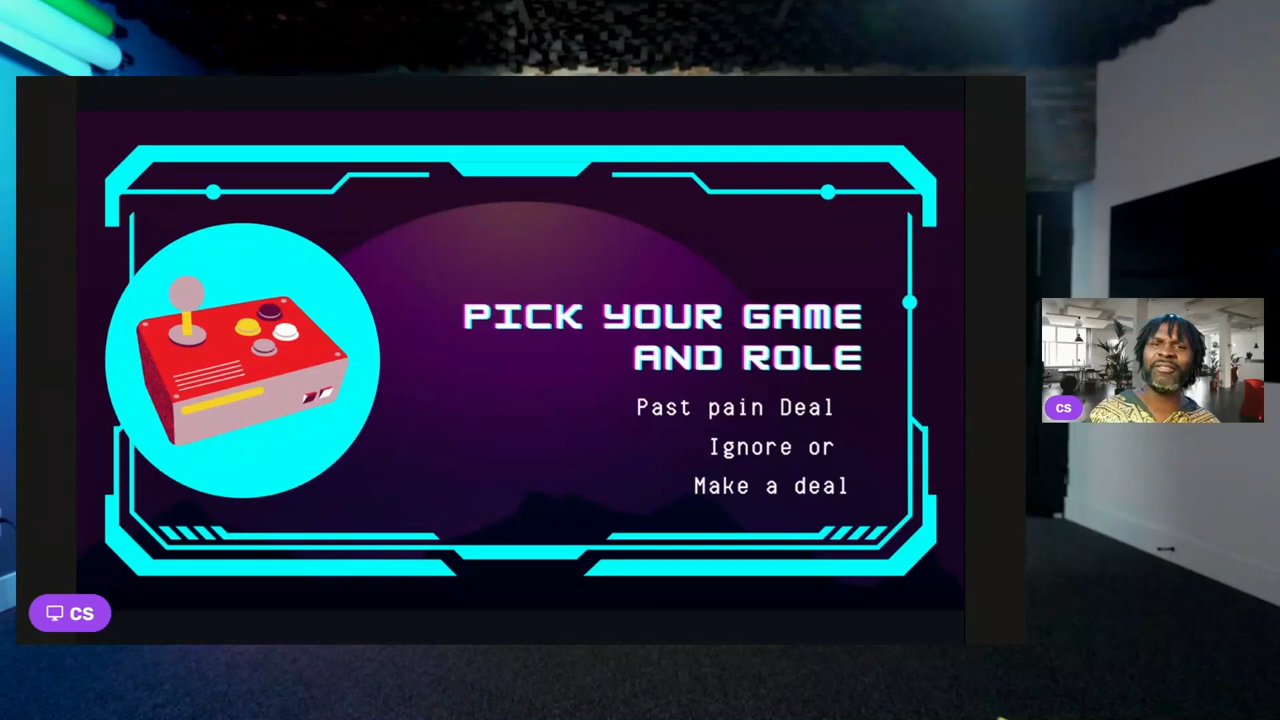 PICK YOUR GAME
AND ROLE
Past pain Deal
Ignore or
Make a deal
CS
CS